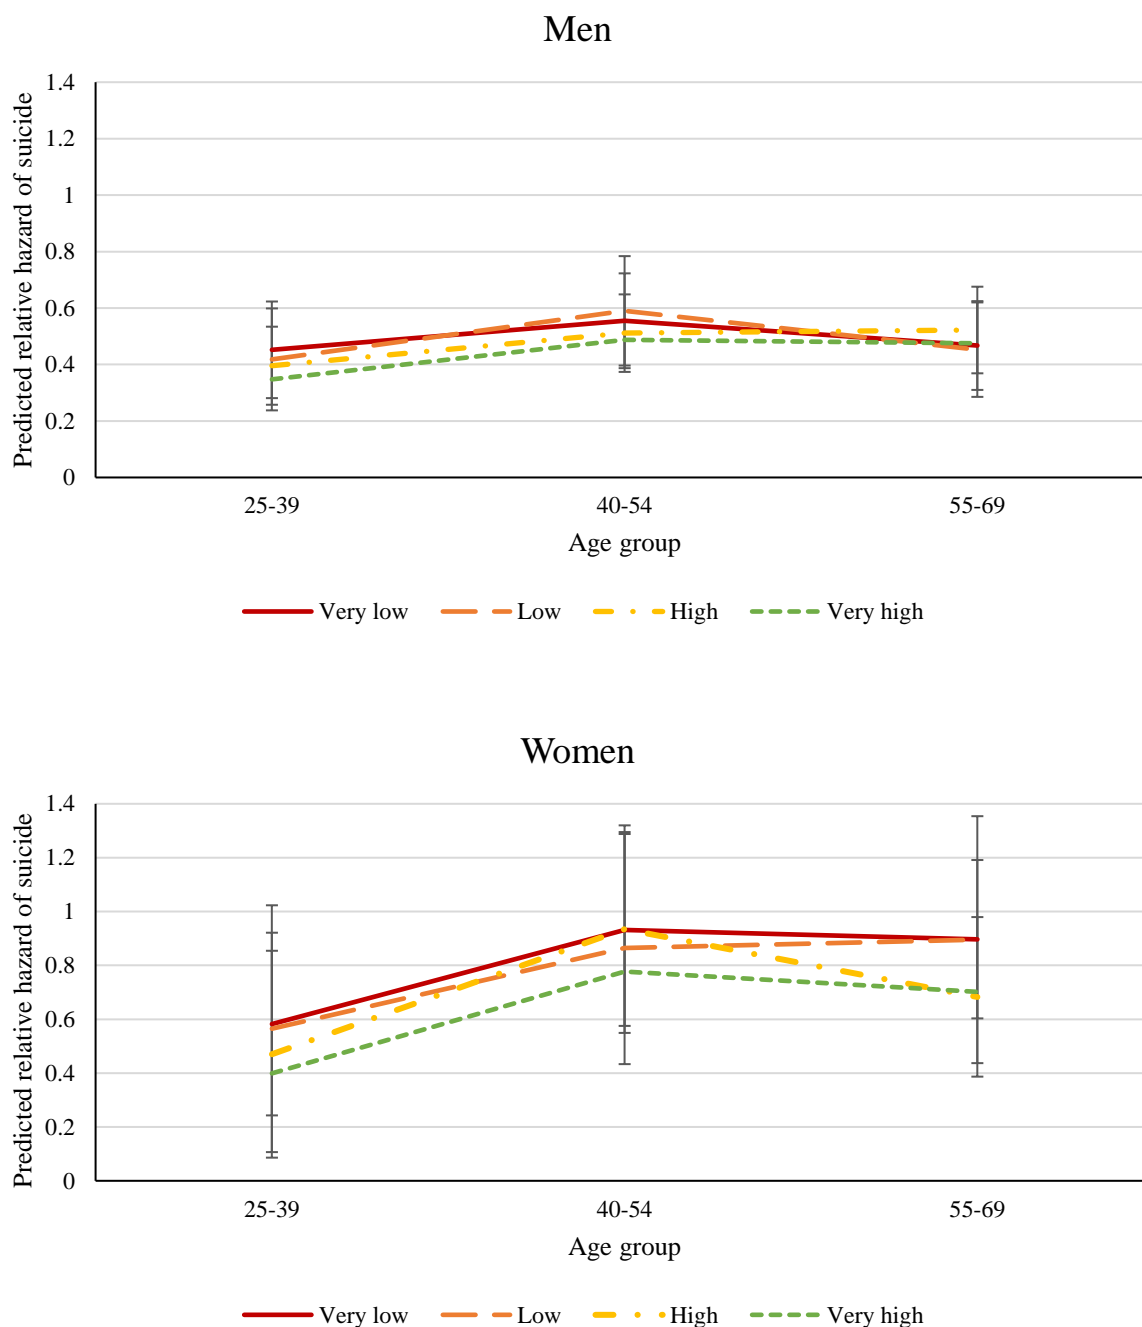 Men
Predicted relative hazard of suicide
1.4
1.2
1
0.8
0.6
0.4
0.2
0
25-39 40-54 55-69
Age group
Very low Low High Very high
Women
Predicted relative hazard of suicide
1.4
1.2
1
0.8
0.6
0.4
0.2
0
25-39 40-54 55-69
Age group
Very low Low High Very high